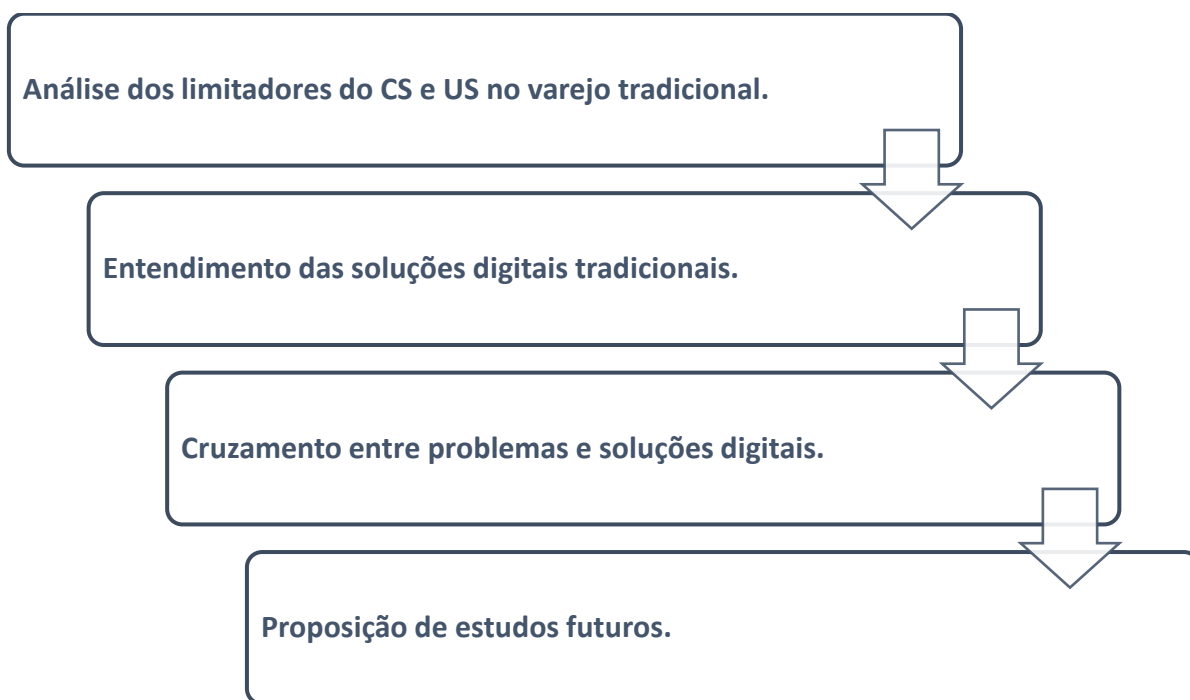 Análise dos limitadores do CS e US no varejo tradicional.
Entendimento das soluções digitais tradicionais.
Cruzamento entre problemas e soluções digitais.
Proposição de estudos futuros.